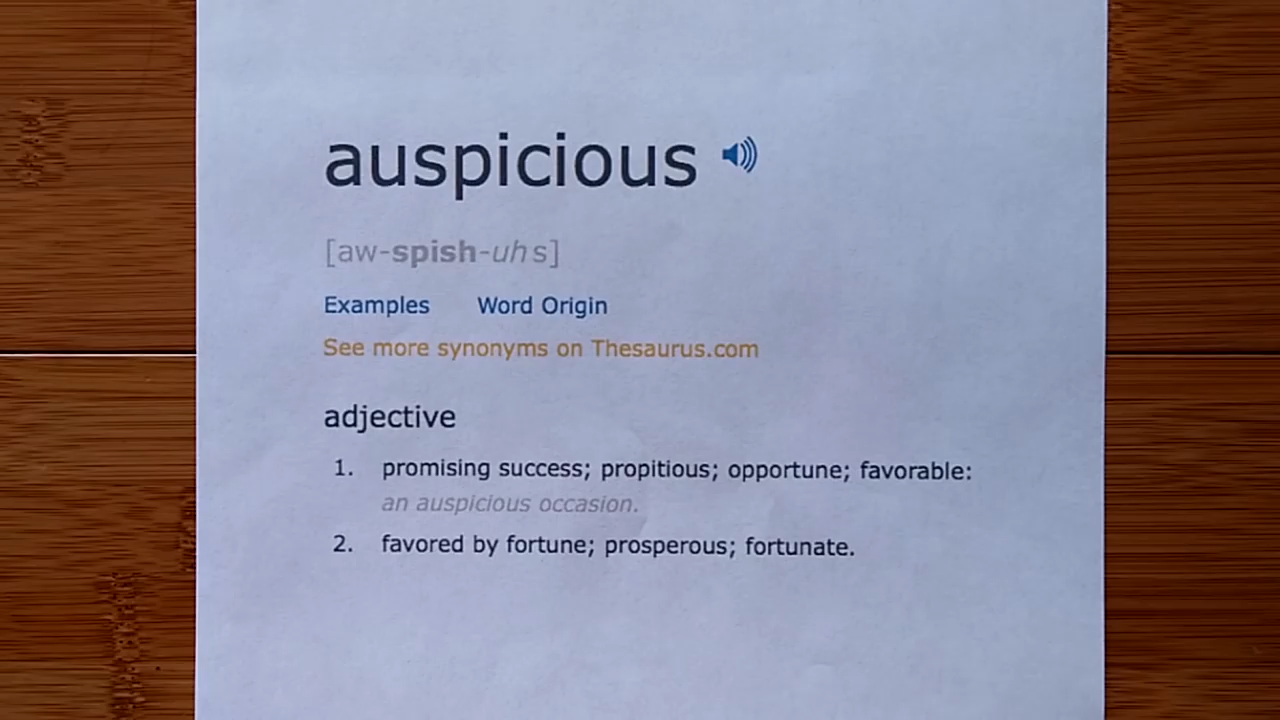 auspicious
[aw-spish-uhs]
Examples Word Origin
See more synonyms on Thesaurus.com
adjective
1. promising success; propitious; opportune; favorable:
an auspicious occasion.
2. favored by fortune; prosperous; fortunate.